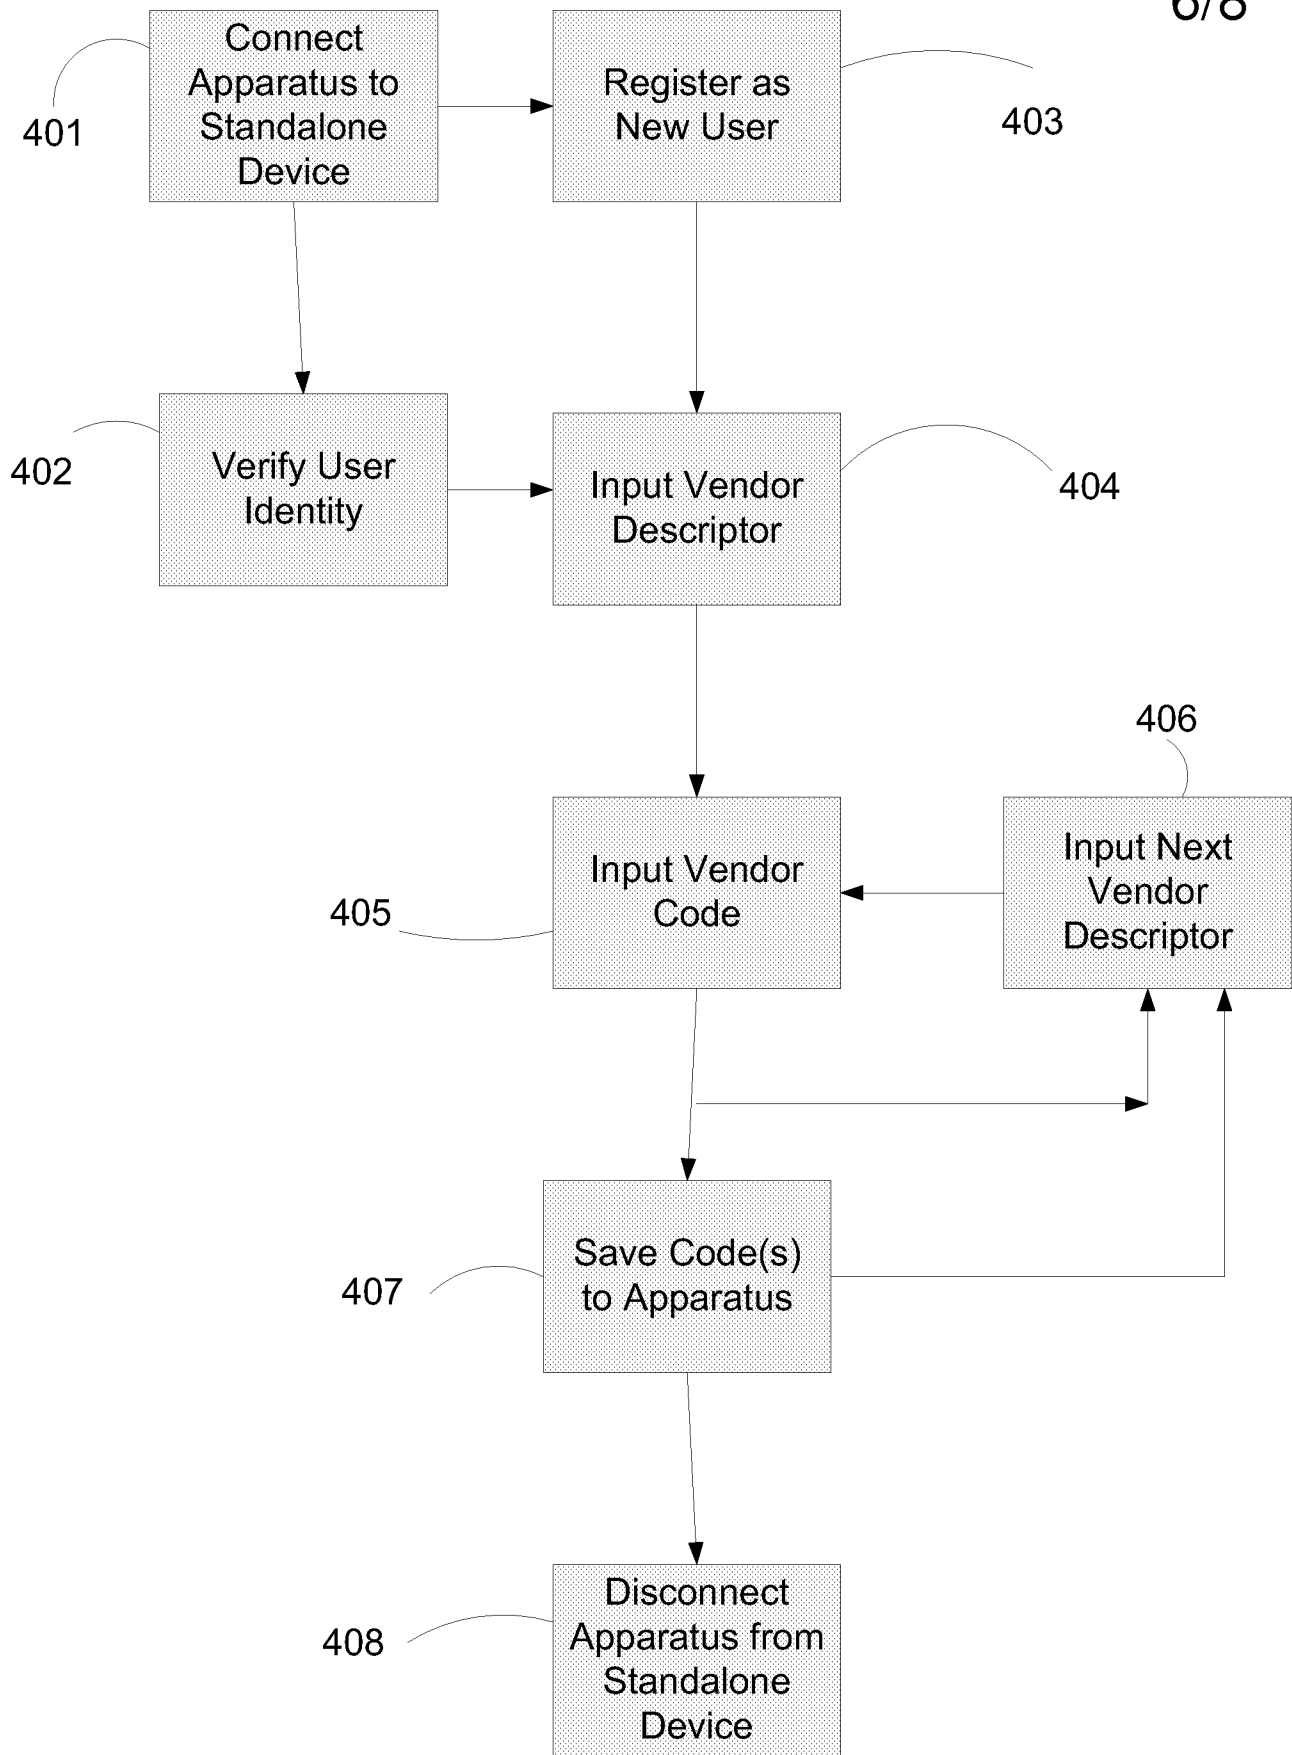 6/8
Connect
Apparatus to
Standalone
Device
401
Register as
New User
403
Verify User
Identity
402
Input Vendor
Descriptor
404
406
Input Vendor
Code
405
Input Next
Vendor
Descriptor
Save Code(s)
to Apparatus
407
Disconnect
Apparatus from
Standalone
Device
408